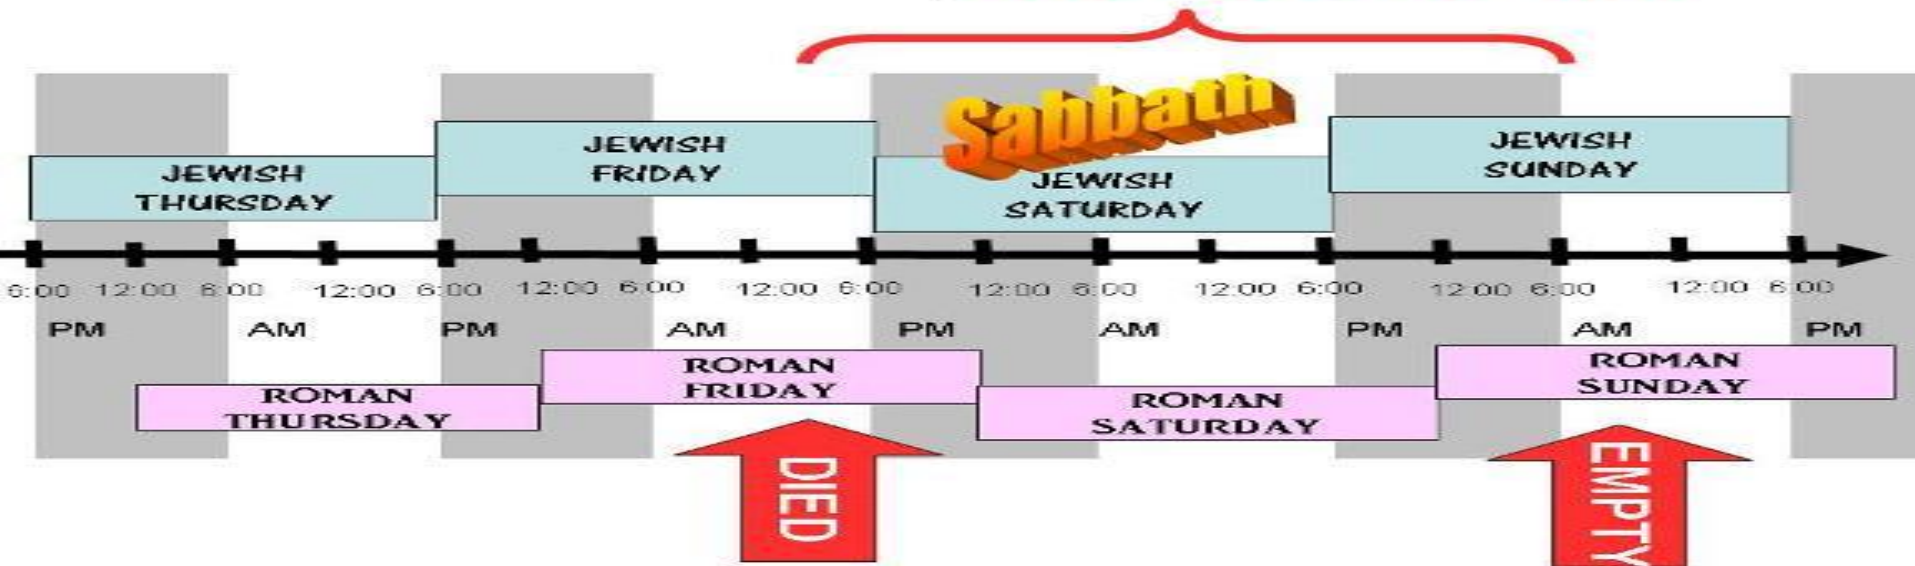 Sabbath
JEWISH
THURSDAY
JEWISH
FRIDAY
JEWISH
SATURDAY
JEWISH
SUNDAY
6:00 12:00 6:00 12:00 6:00 12:00 6:00 12:00 6:00 12:00 6:00 12:00 6:00 12:00 6:00 12:00 6:00
PM AM PM AM PM AM PM AM PM
ROMAN
THURSDAY
ROMAN
FRIDAY
ROMAN
SATURDAY
ROMAN
SUNDAY
DIED
EMPTY